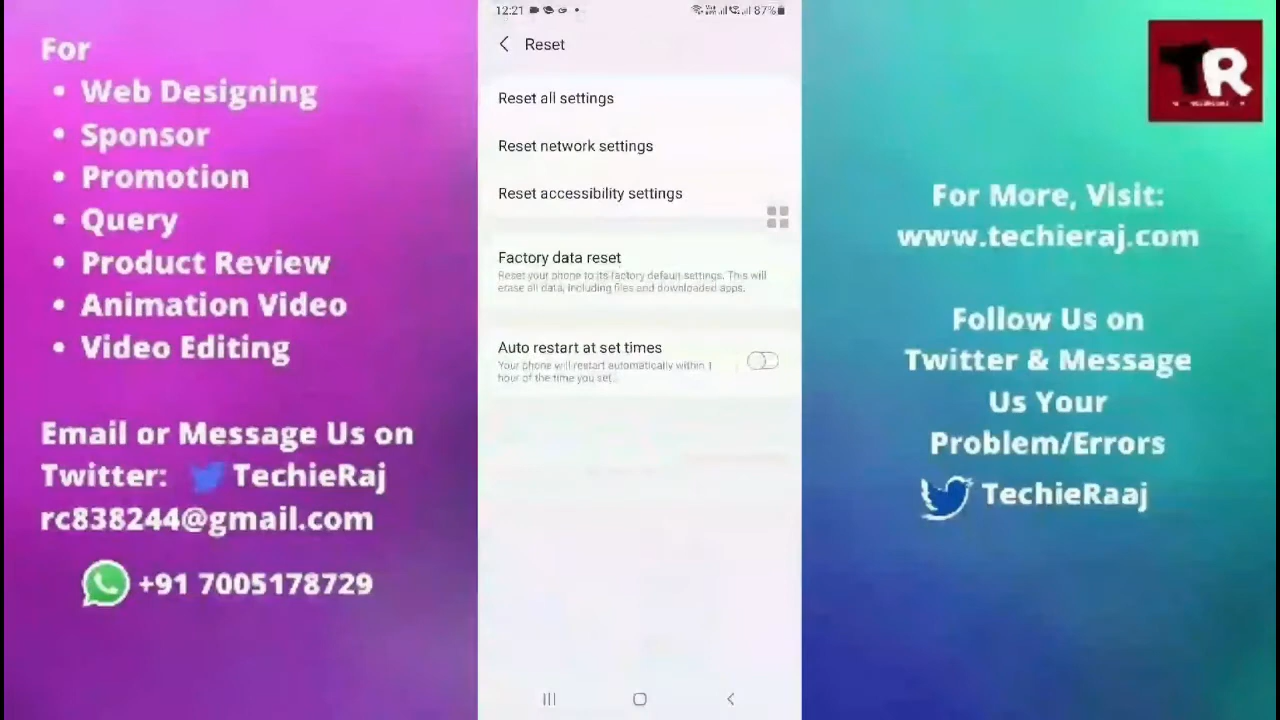 For
• Web Designing
• Sponsor
• Promotion
• Query
• Product Review
• Animation Video
• Video Editing
Email or Message Us on
Twitter: TechieRaj
rc838244@gmail.com
+91 7005178729
12:21
87%
Reset
Reset all settings
Reset network settings
Reset accessibility settings
Factory data reset
Reset your phone to its factory default settings. This will
erase all data, including files and downloaded apps.
Auto restart at set times
Your phone will restart automatically within 1
hour of the time you set.
TR
For More, Visit:
www.techieraj.com
Follow Us on
Twitter & Message
Us Your
Problem/Errors
TechieRaaj